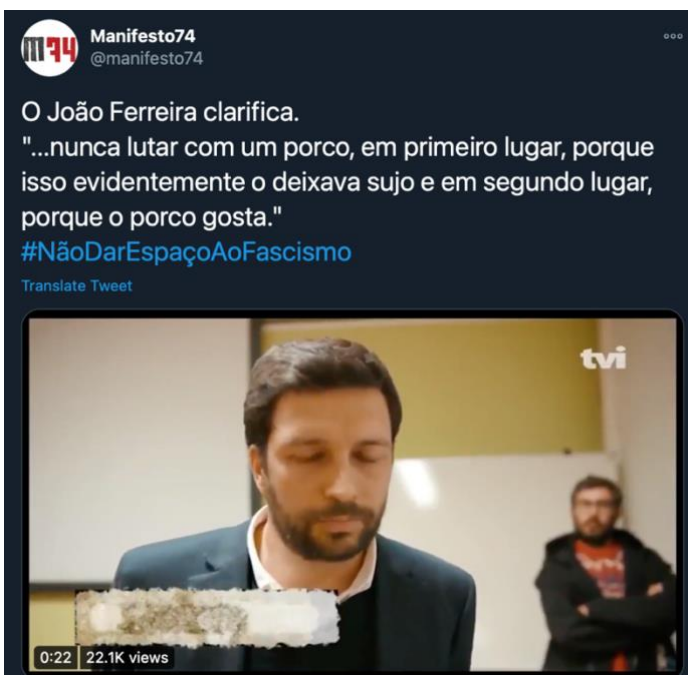 M74
Manifesto74
@manifesto74
O João Ferreira clarifica.
"...nunca lutar com um porco, em primeiro lugar, porque
isso evidentemente o deixava sujo e em segundo lugar,
porque o porco gosta."
#NãoDarEspaçoAoFascismo
Translate Tweet
tvi
0:22
22.1K views